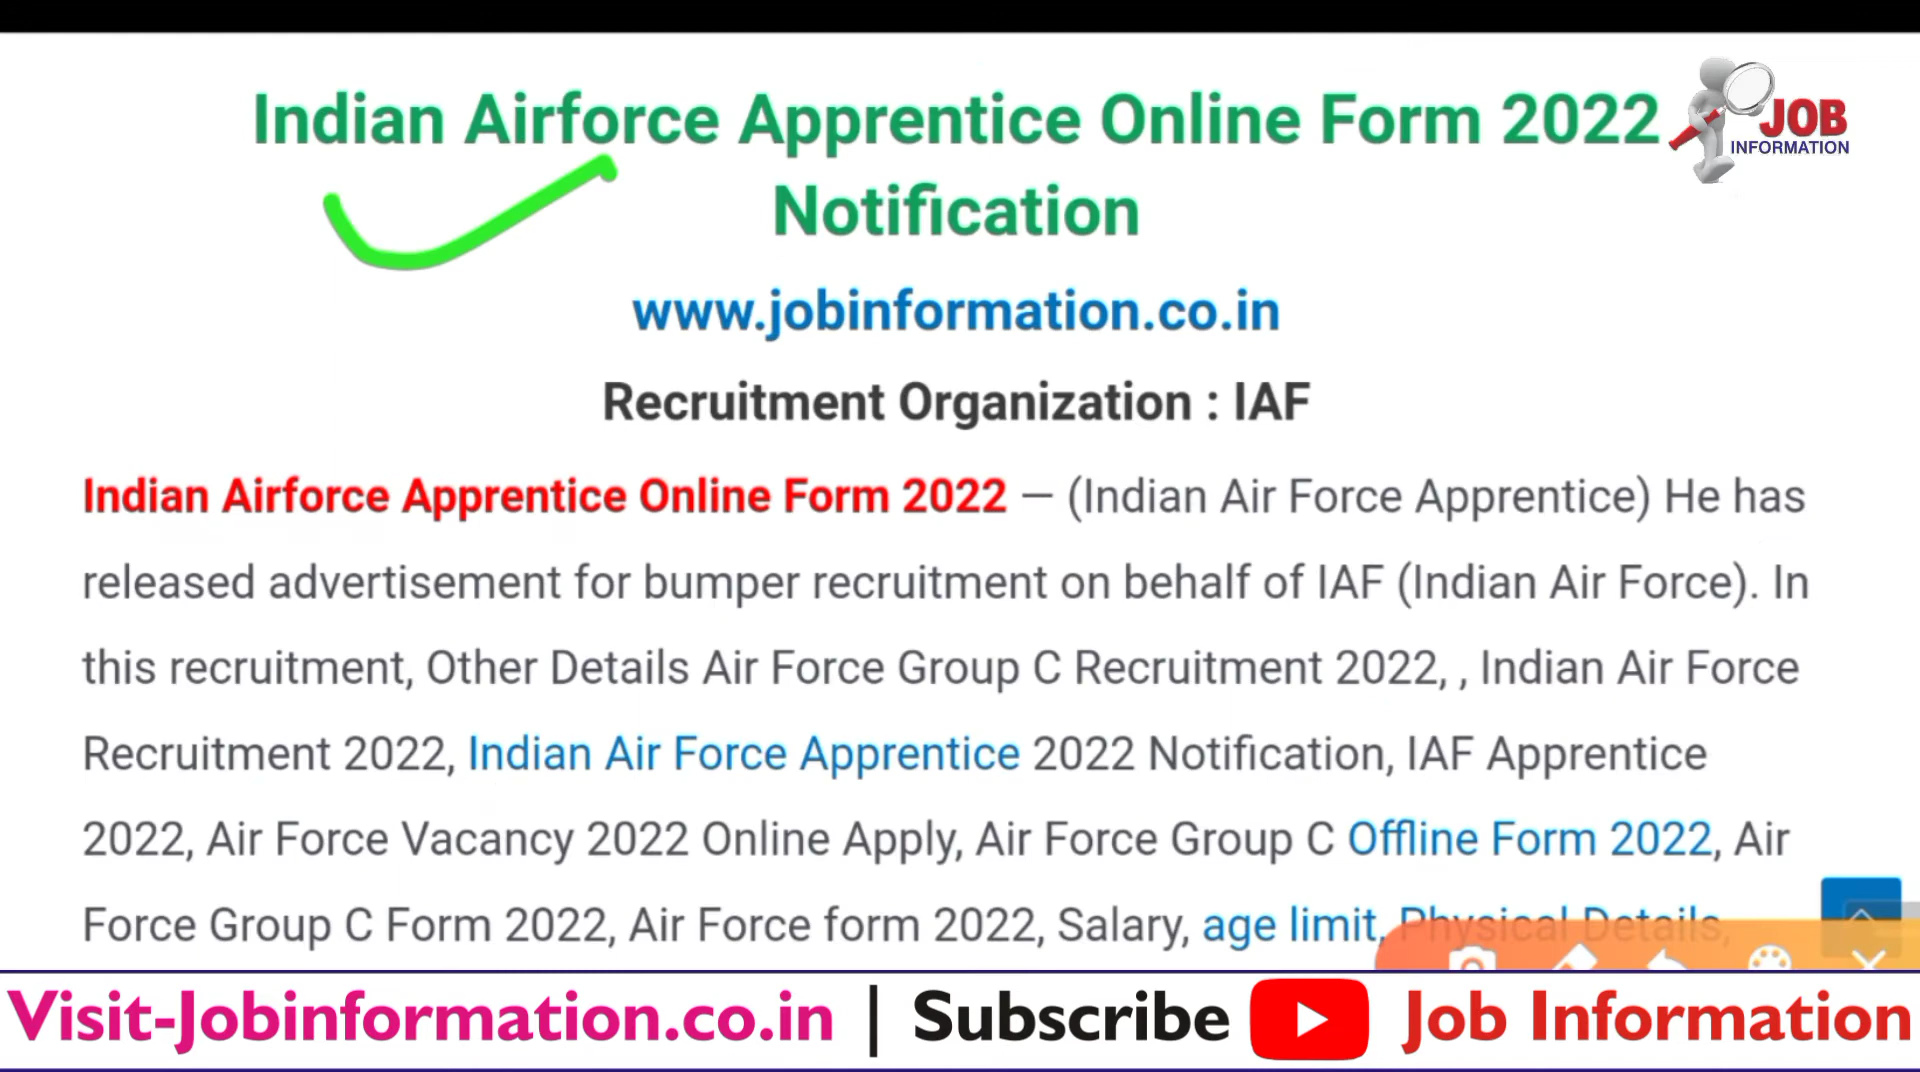 Indian Airforce Apprentice Online Form 2022
Notification
JOB
INFORMATION
www.jobinformation.co.in
Recruitment Organization : IAF
Indian Airforce Apprentice Online Form 2022 — (Indian Air Force Apprentice) He has
released advertisement for bumper recruitment on behalf of IAF (Indian Air Force). In
this recruitment, Other Details Air Force Group C Recruitment 2022, , Indian Air Force
Recruitment 2022, Indian Air Force Apprentice 2022 Notification, IAF Apprentice
2022, Air Force Vacancy 2022 Online Apply, Air Force Group C Offline Form 2022, Air
Force Group C Form 2022, Air Force form 2022, Salary, age limit, Physical Details,
Visit-Jobinformation.co.in | Subscribe Job Information